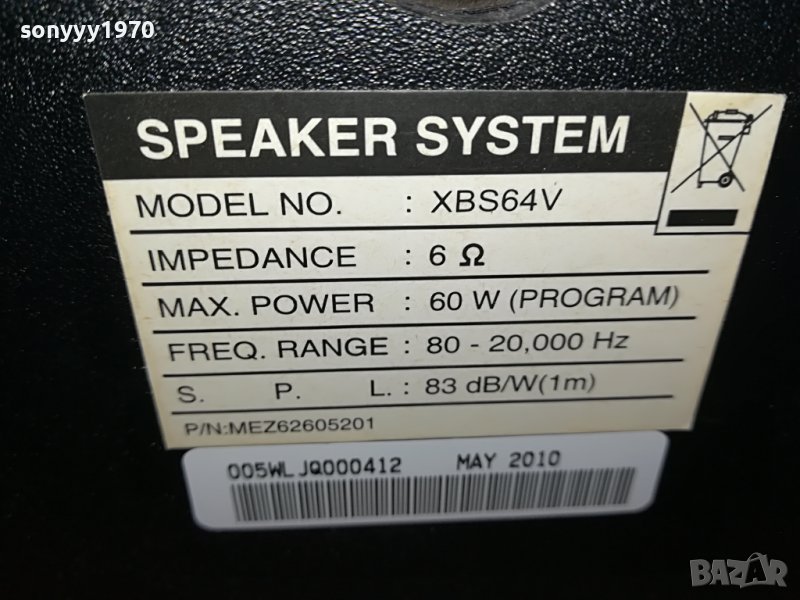 sonyyy1970
SPEAKER SYSTEM
MODEL NO. : XBS64V
IMPEDANCE : 6 Ω
MAX. POWER : 60 W (PROGRAM)
FREQ. RANGE : 80 - 20,000 Hz
S. P. L. : 83 dB/W(1m)
P/N:MEZ62605201
005WLJQ000412 MAY 2010
BAZAR